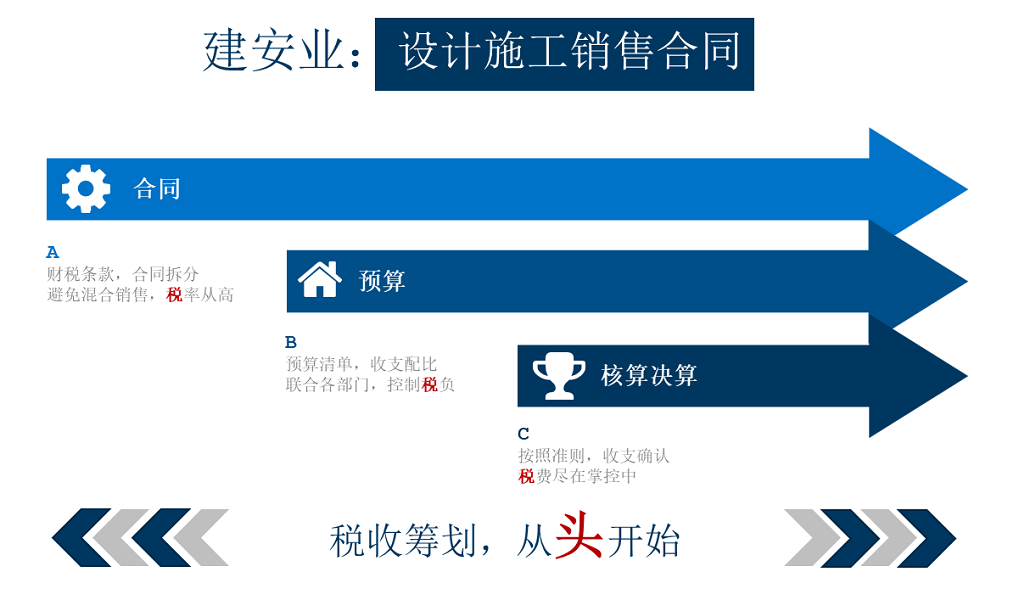 建安业：设计施工销售合同
合同
A
财税条款，合同拆分
避免混合销售，税率从高
预算
B
预算清单，收支配比
联合各部门，控制税负
核算决算
C
按照准则，收支确认
税费尽在掌控中
税收筹划，从头开始